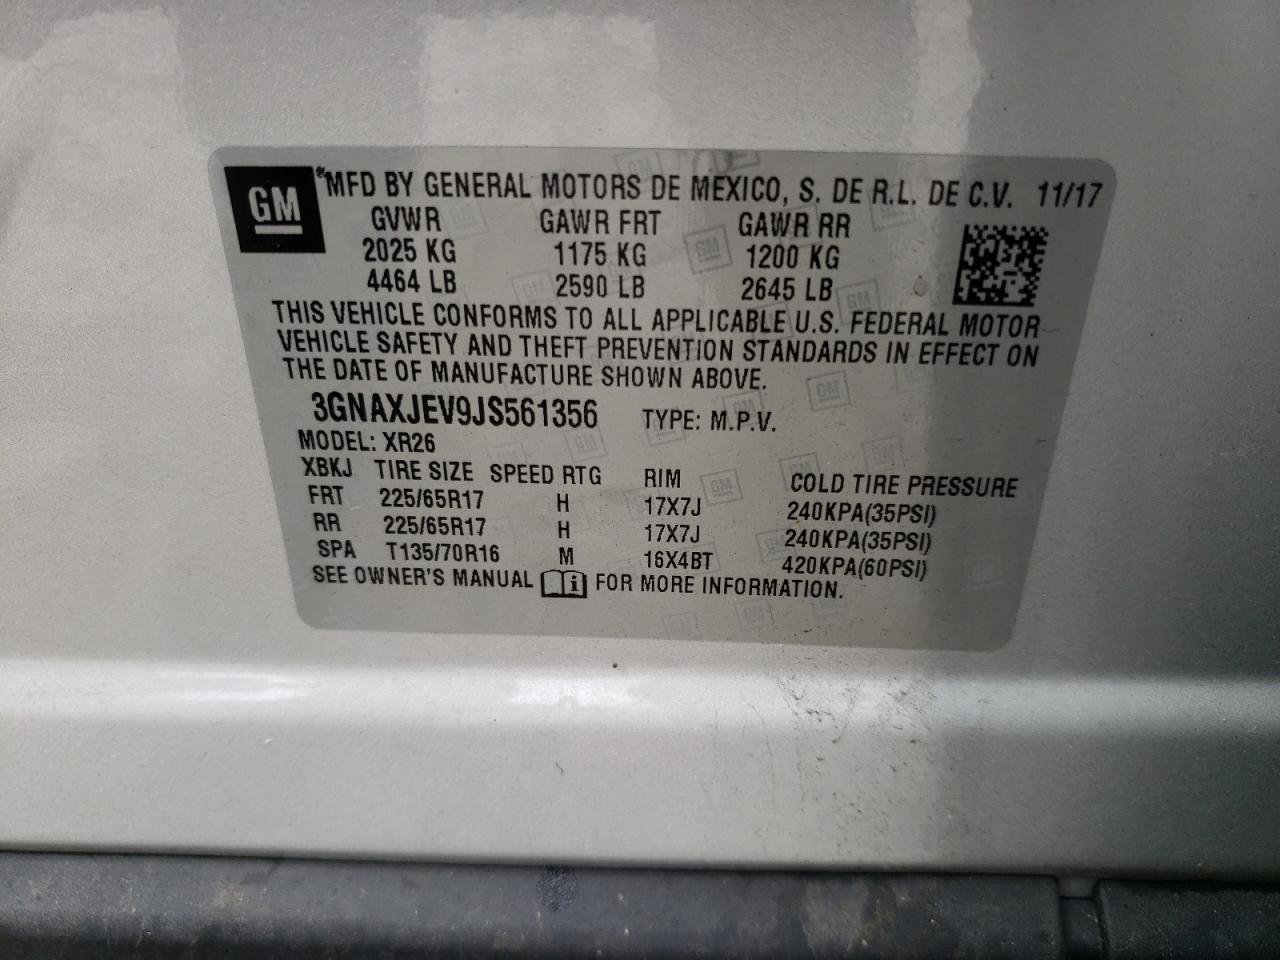 GM *MFD BY GENERAL MOTORS DE MEXICO, S. DE R.L. DE C.V. 11/17
GVWR GAWR FRT GAWR RR
2025 KG 1175 KG 1200 KG
4464 LB 2590 LB 2645 LB
THIS VEHICLE CONFORMS TO ALL APPLICABLE U.S. FEDERAL MOTOR
VEHICLE SAFETY AND THEFT PREVENTION STANDARDS IN EFFECT ON
THE DATE OF MANUFACTURE SHOWN ABOVE.
3GNAXJEV9JS561356 TYPE: M.P.V.
MODEL: XR26
XBKJ TIRE SIZE SPEED RTG RIM COLD TIRE PRESSURE
FRT 225/65R17 H 17X7J 240KPA(35PSI)
RR 225/65R17 H 17X7J 240KPA(35PSI)
SPA T135/70R16 M 16X4BT 420KPA(60PSI)
SEE OWNER'S MANUAL i FOR MORE INFORMATION.